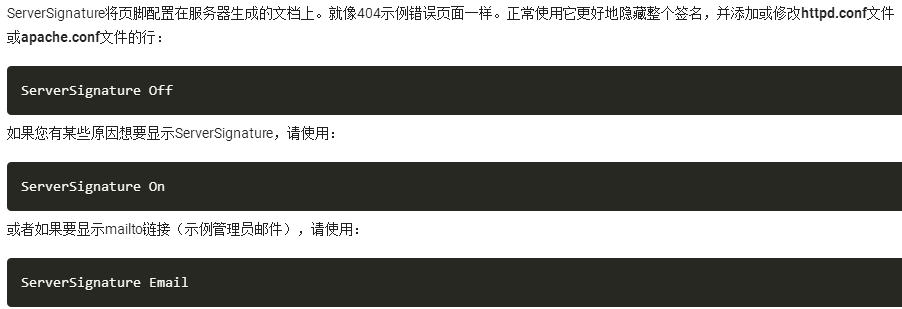 ServerSignature将页脚配置在服务器生成的文档上。就像404示例错误页面一样。正常使用它更好地隐藏整个签名，并添加或修改httpd.conf文件
或apache.conf文件的行：
ServerSignature Off
如果您有某些原因想要显示ServerSignature，请使用：
ServerSignature On
或者如果要显示mailto链接（示例管理员邮件），请使用：
ServerSignature Email